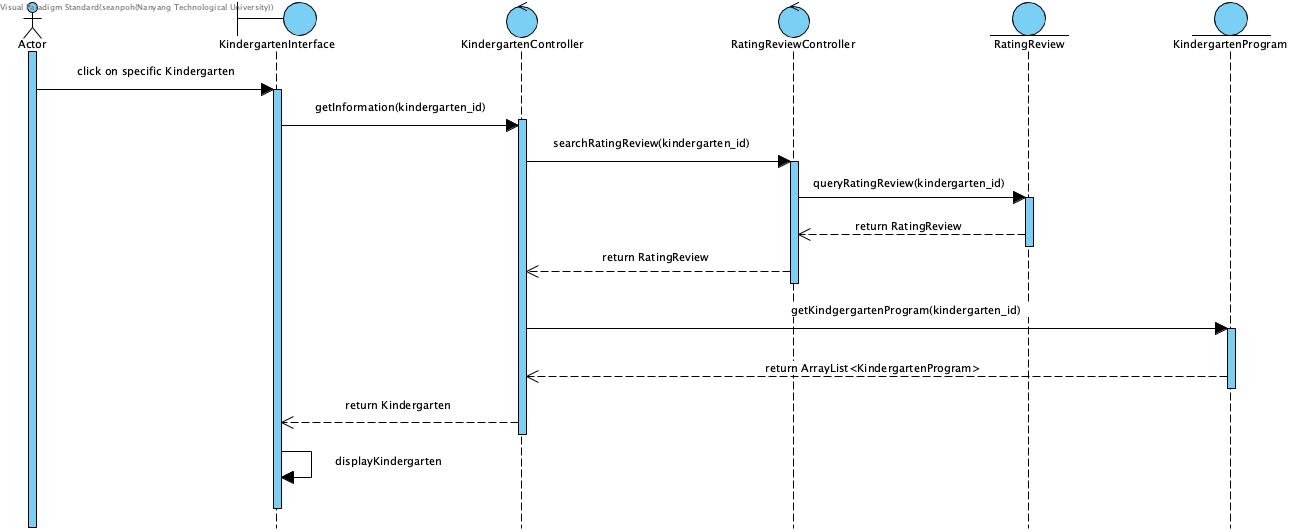 Visual Paradigm Standard(seanpoh(Nanyang Technological University))
Actor
KindergartenInterface
KindergartenController
RatingReviewController
RatingReview
KindergartenProgram
click on specific Kindergarten
getInformation(kindergarten_id)
searchRatingReview(kindergarten_id)
queryRatingReview(kindergarten_id)
return RatingReview
return RatingReview
getKindgergartenProgram(kindergarten_id)
return ArrayList<KindergartenProgram>
return Kindergarten
displayKindergarten